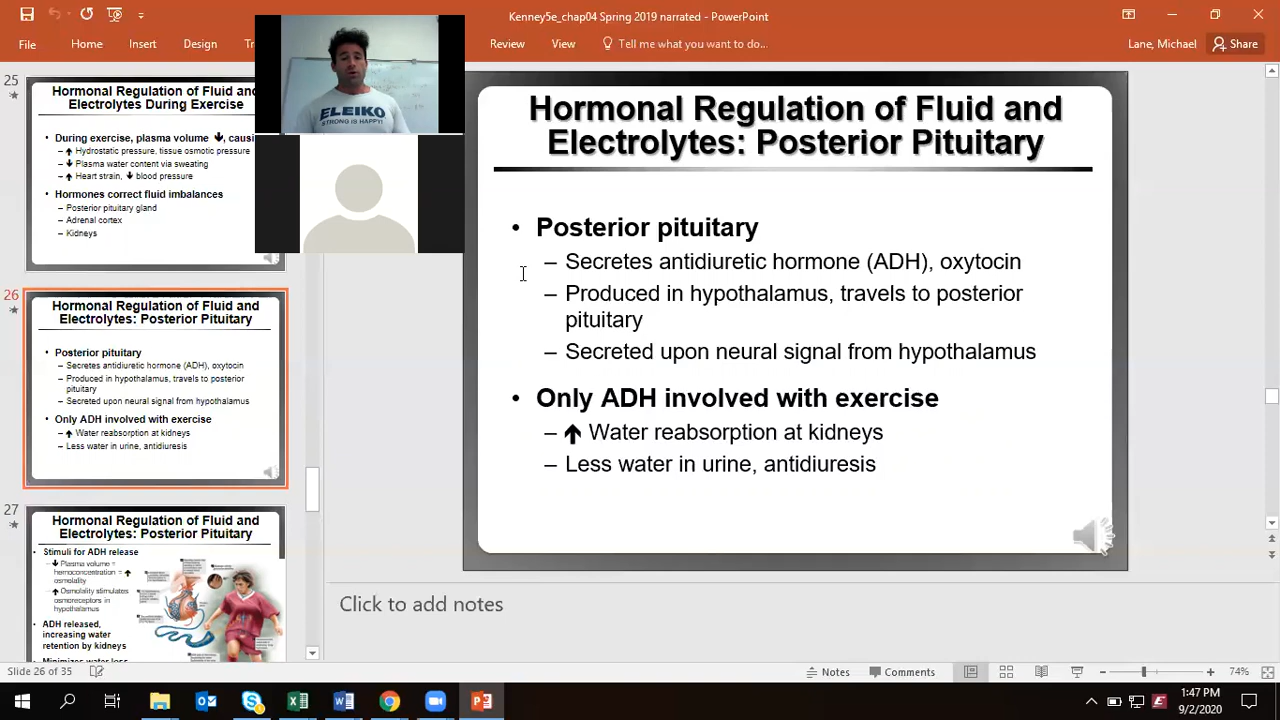 Kenney5e_chap04 Spring 2019 narrated - PowerPoint
File
Home
Insert
Design
Review
View
Tell me what you want to do...
Lane, Michael
Share
ELEIKO
STRONG IS HAPPY!
25
Hormonal Regulation of Fluid and
Electrolytes During Exercise
• During exercise, plasma volume 🡇, causi
– 🡅 Hydrostatic pressure, tissue osmotic pressure
– 🡇 Plasma water content via sweating
– 🡅 Heart strain, 🡇 blood pressure
• Hormones correct fluid imbalances
– Posterior pituitary gland
– Adrenal cortex
– Kidneys
26
Hormonal Regulation of Fluid and
Electrolytes: Posterior Pituitary
• Posterior pituitary
– Secretes antidiuretic hormone (ADH), oxytocin
– Produced in hypothalamus, travels to posterior
pituitary
– Secreted upon neural signal from hypothalamus
• Only ADH involved with exercise
– 🡅 Water reabsorption at kidneys
– Less water in urine, antidiuresis
27
Hormonal Regulation of Fluid and
Electrolytes: Posterior Pituitary
• Stimuli for ADH release
– 🡇 Plasma volume =
hemoconcentration = 🡅
osmolality
– 🡅 Osmolality stimulates
osmoreceptors in
hypothalamus
• ADH released,
increasing water
retention by kidneys
• Minimizes water loss
Hormonal Regulation of Fluid and
Electrolytes: Posterior Pituitary
• Posterior pituitary
– Secretes antidiuretic hormone (ADH), oxytocin
– Produced in hypothalamus, travels to posterior
pituitary
– Secreted upon neural signal from hypothalamus
• Only ADH involved with exercise
– 🡅 Water reabsorption at kidneys
– Less water in urine, antidiuresis
Click to add notes
Slide 26 of 35
Notes
Comments
74%
1:47 PM
9/2/2020